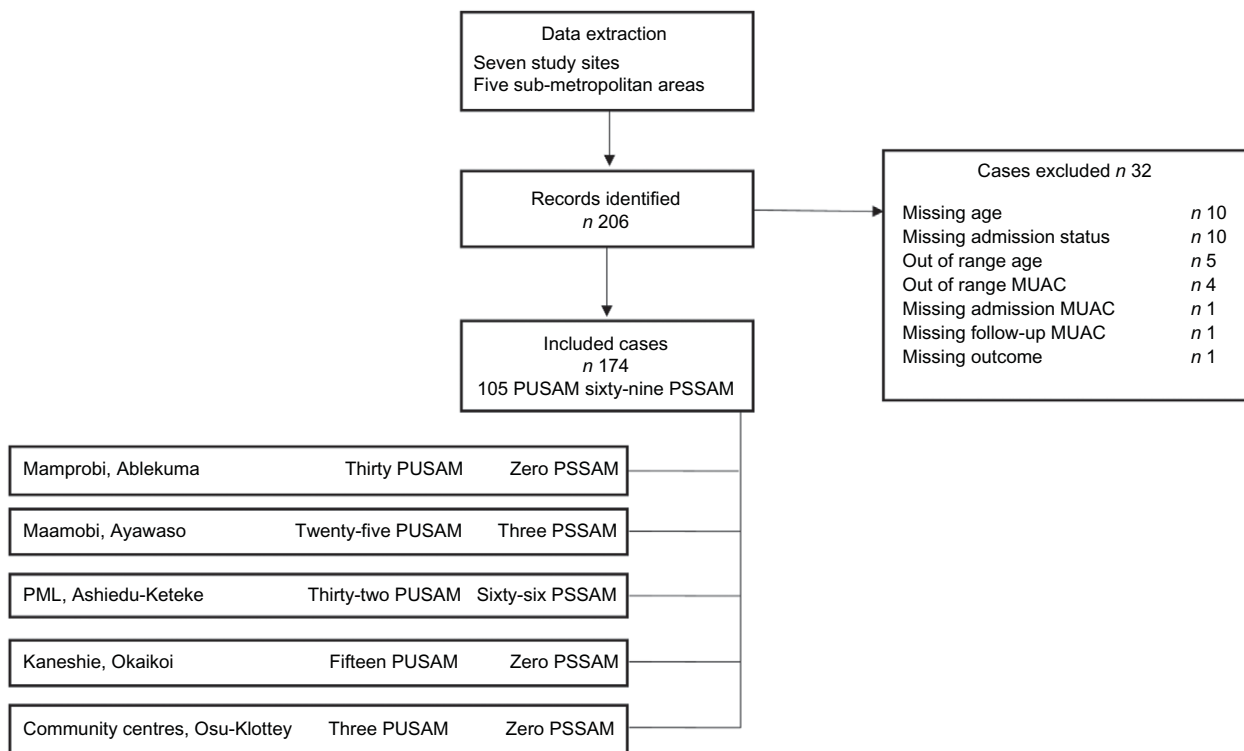 Data extraction
Seven study sites
Five sub-metropolitan areas
Records identified
n 206
Cases excluded n 32
Missing age n 10
Missing admission status n 10
Out of range age n 5
Out of range MUAC n 4
Missing admission MUAC n 1
Missing follow-up MUAC n 1
Missing outcome n 1
Included cases
n 174
105 PUSAM sixty-nine PSSAM
Mamprobi, Ablekuma Thirty PUSAM Zero PSSAM
Maamobi, Ayawaso Twenty-five PUSAM Three PSSAM
PML, Ashiedu-Keteke Thirty-two PUSAM Sixty-six PSSAM
Kaneshie, Okaikoi Fifteen PUSAM Zero PSSAM
Community centres, Osu-Klottey Three PUSAM Zero PSSAM